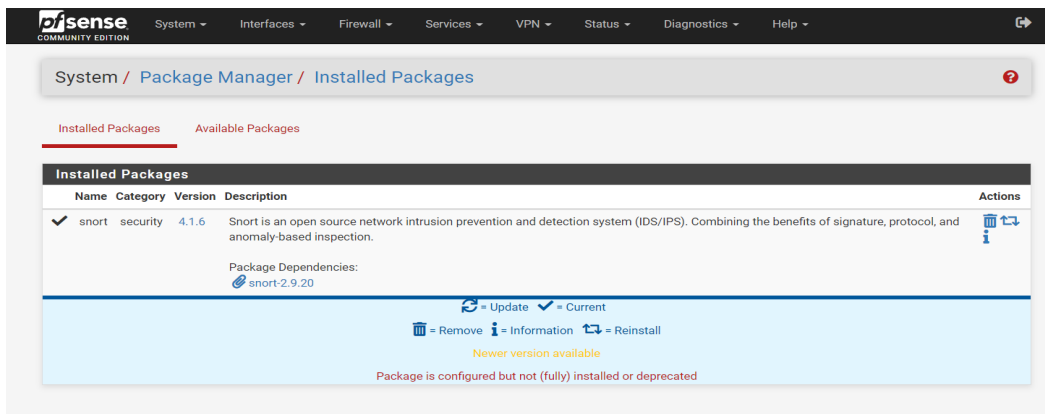 pfsense
COMMUNITY EDITION
System Interfaces Firewall Services VPN Status Diagnostics Help
System / Package Manager / Installed Packages
Installed Packages Available Packages
Installed Packages
Name Category Version Description Actions
snort security 4.1.6 Snort is an open source network intrusion prevention and detection system (IDS/IPS). Combining the benefits of signature, protocol, and
anomaly-based inspection.
Package Dependencies:
snort-2.9.20
= Update = Current
= Remove = Information = Reinstall
Newer version available
Package is configured but not (fully) installed or deprecated